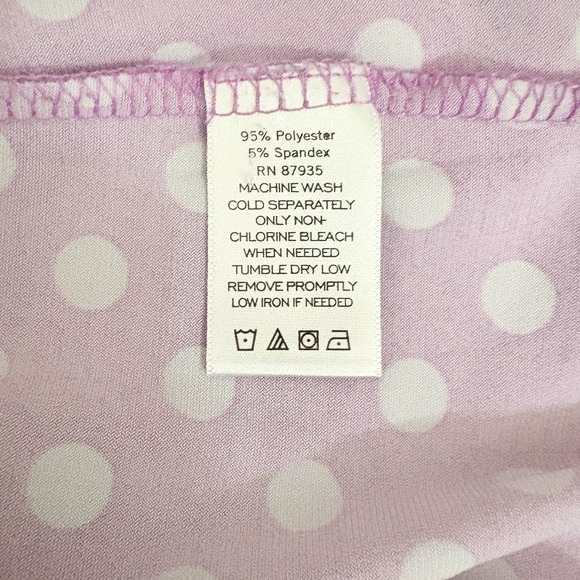 95% Polyester
5% Spandex
RN 87935
MACHINE WASH
COLD SEPARATELY
ONLY NON-
CHLORINE BLEACH
WHEN NEEDED
TUMBLE DRY LOW
REMOVE PROMPTLY
LOW IRON IF NEEDED